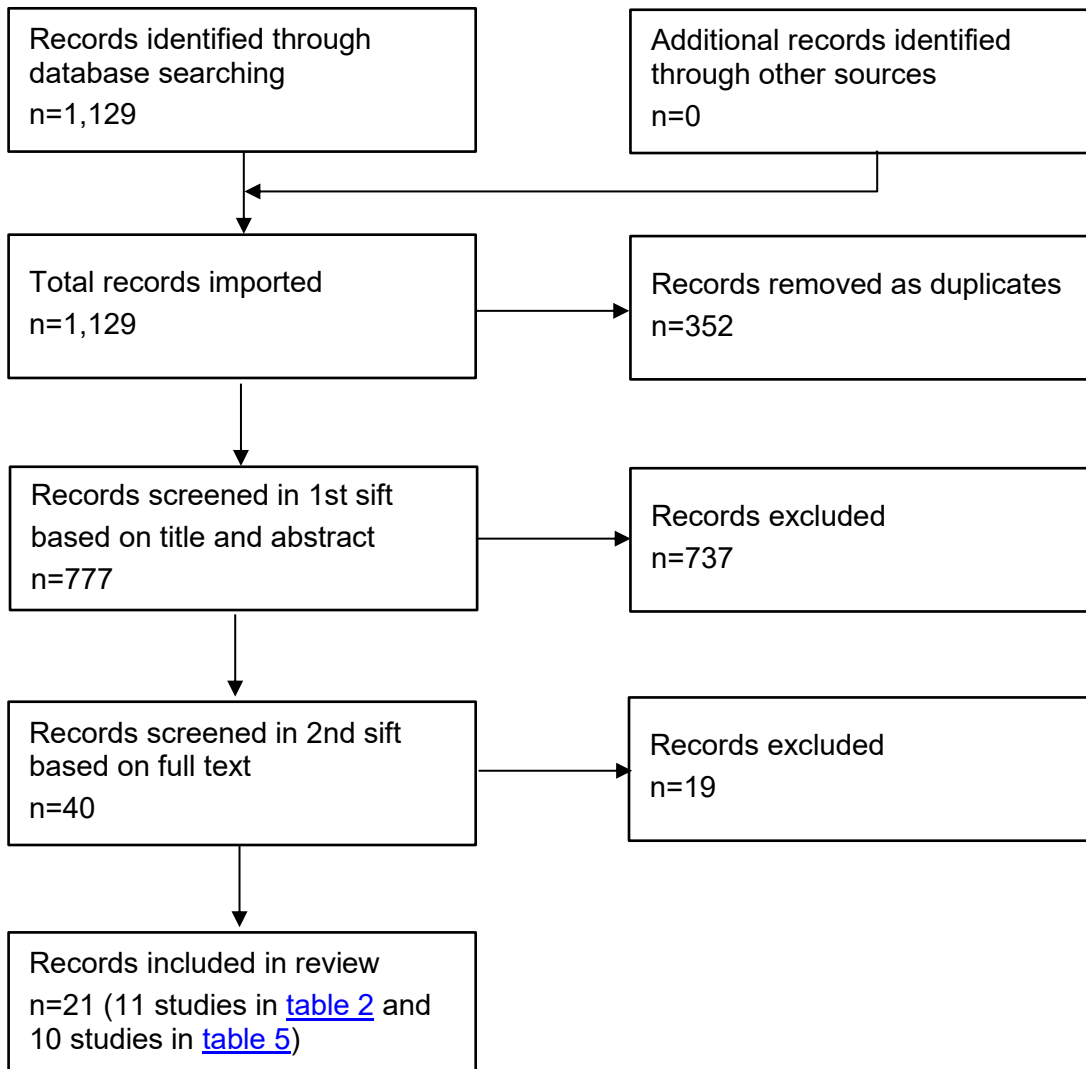 Records identified through
database searching
n=1,129
Additional records identified
through other sources
n=0
Total records imported
n=1,129
Records removed as duplicates
n=352
Records screened in 1st sift
based on title and abstract
n=777
Records excluded
n=737
Records screened in 2nd sift
based on full text
n=40
Records excluded
n=19
Records included in review
n=21 (11 studies in table 2 and
10 studies in table 5)